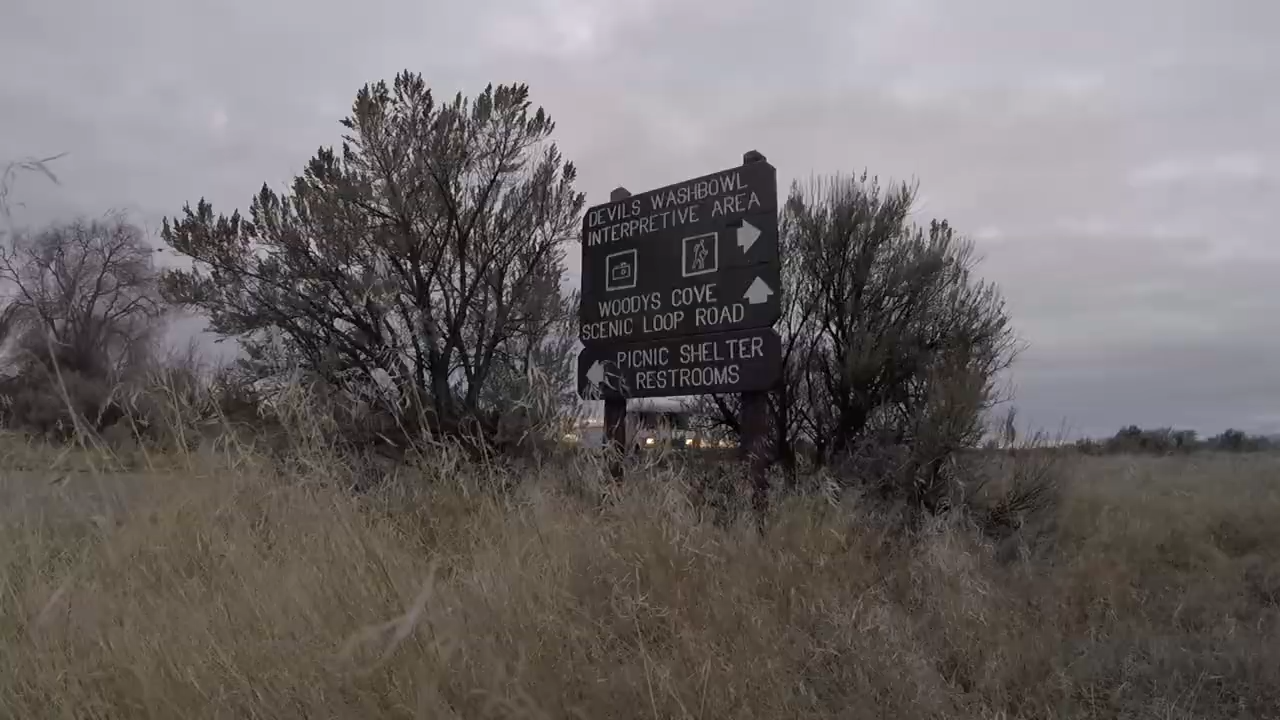 DEVILS WASHBOWL
INTERPRETIVE AREA
WOODYS COVE
SCENIC LOOP ROAD
PICNIC SHELTER
RESTROOMS